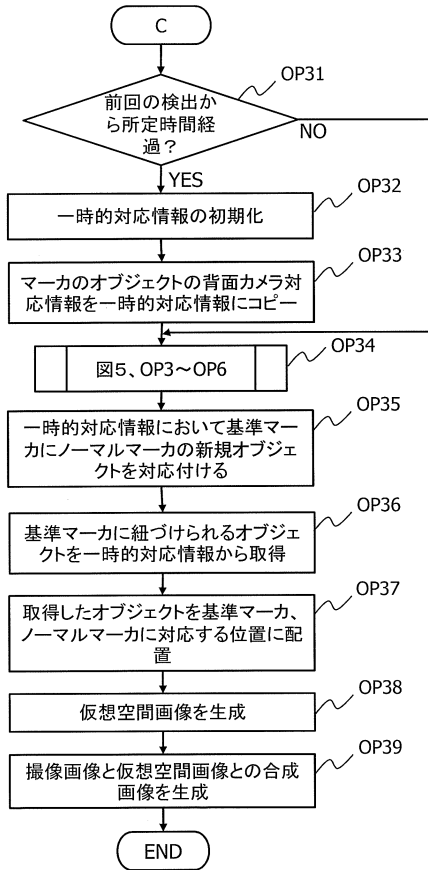 C
OP31
前回の検出か
ら所定時間経
過？
NO
YES
OP32
一時的対応情報の初期化
OP33
マーカのオブジェクトの背面カメラ対
応情報を一時的対応情報にコピー
OP34
図５、OP3～OP6
OP35
一時的対応情報において基準マー
カにノーマルマーカの新規オブジェ
クトを対応付ける
OP36
基準マーカに紐づけられるオブジェ
クトを一時的対応情報から取得
OP37
取得したオブジェクトを基準マーカ、
ノーマルマーカに対応する位置に配
置
OP38
仮想空間画像を生成
OP39
撮像画像と仮想空間画像との合成
画像を生成
END